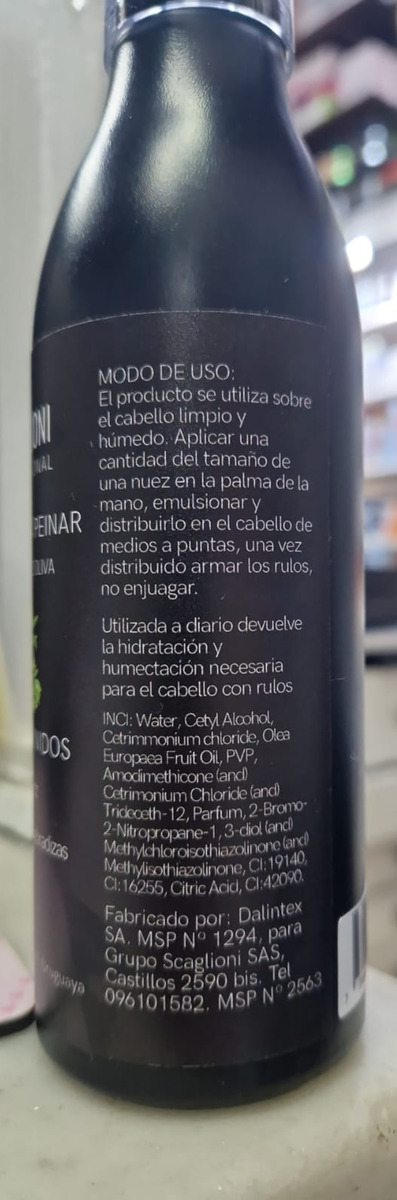 MODO DE USO:
El producto se utiliza sobre
el cabello limpio y
húmedo. Aplicar una
cantidad del tamaño de
una nuez en la palma de la
mano, emulsionar y
distribuirlo en el cabello de
medios a puntas, una vez
distribuido armar los rulos,
no enjuagar.
Utilizada a diario devuelve
la hidratación y
humectación necesaria
para el cabello con rulos
INCI: Water, Cetyl Alcohol,
Cetrimmonium chloride, Olea
Europaea Fruit Oil, PVP,
Amodimethicone (and)
Cetrimonium Chloride (and)
Trideceth-12, Parfum, 2-Bromo-
2-Nitropropane-1, 3-diol (and)
Methylchloroisothiazolinone (and)
Methylisothiazolinone, CI: 19140,
CI: 16255, Citric Acid, CI:42090.
Fabricado por: Dalintex
SA. MSP Nº 1294, para
Grupo Scaglioni SAS,
Castillos 2590 bis. Tel
096101582. MSP Nº 2563
ONI
NAL
PEINAR
OLIVA
NIDOS
uruguaya